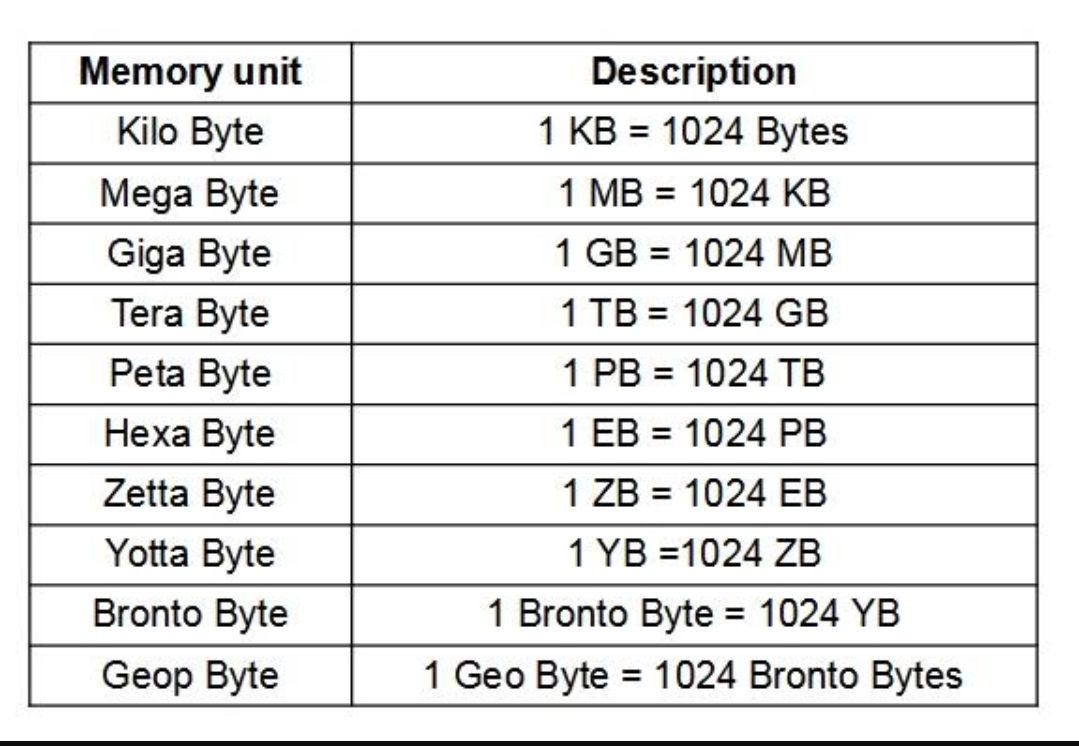 Memory unit Description
Kilo Byte 1 KB = 1024 Bytes
Mega Byte 1 MB = 1024 KB
Giga Byte 1 GB = 1024 MB
Tera Byte 1 TB = 1024 GB
Peta Byte 1 PB = 1024 TB
Hexa Byte 1 EB = 1024 PB
Zetta Byte 1 ZB = 1024 EB
Yotta Byte 1 YB =1024 ZB
Bronto Byte 1 Bronto Byte = 1024 YB
Geop Byte 1 Geo Byte = 1024 Bronto Bytes